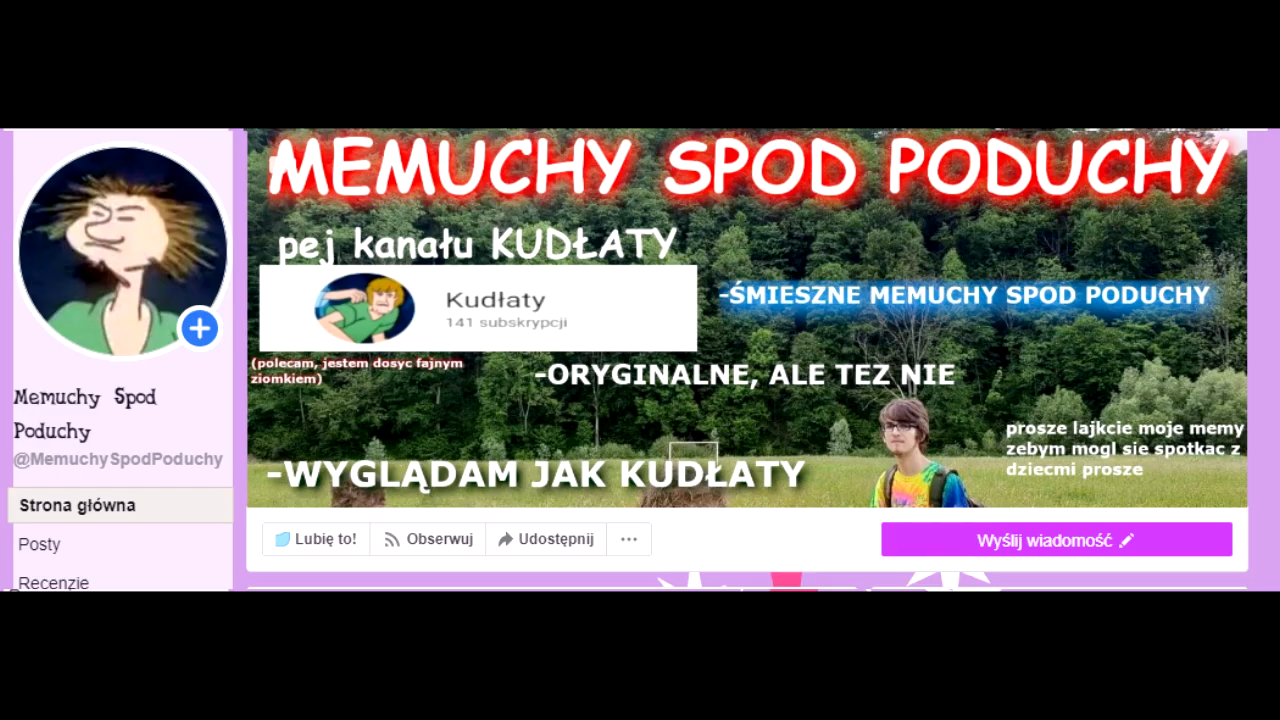 MEMUCHY SPOD PODUCHY
pej kanału KUDŁATY
Kudłaty
141 subskrypcji
(polecam, jestem dosyc fajnym
ziomkiem)
-ŚMIESZNE MEMUCHY SPOD PODUCHY
-ORYGINALNE, ALE TEZ NIE
prosze lajkcie moje memy
zebym mogl sie spotkac z
dziecmi prosze
-WYGLĄDAM JAK KUDŁATY
Memuchy Spod
Poduchy
@MemuchySpodPoduchy
Strona główna
Posty
Recenzje
Lubię to!
Obserwuj
Udostępnij
Wyślij wiadomość